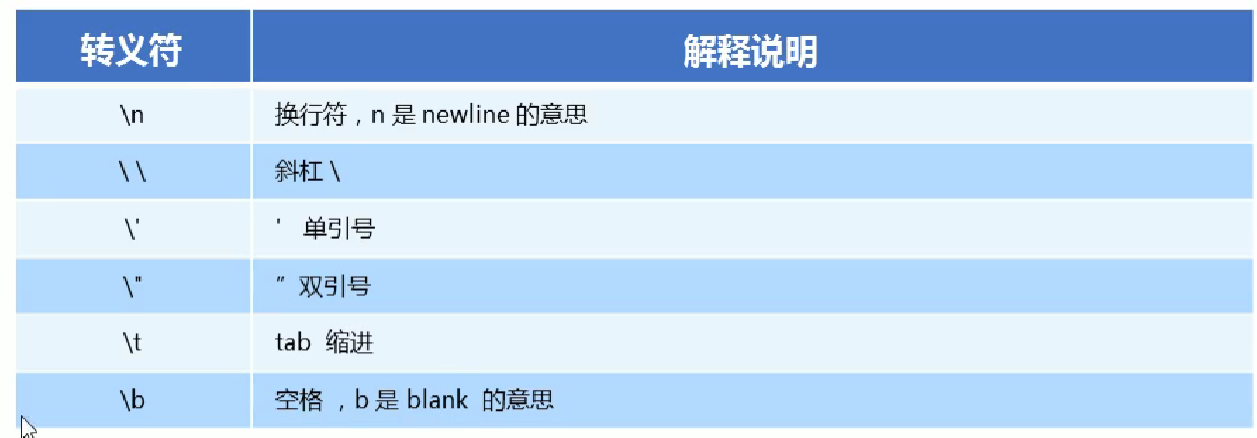 转义符 解释说明
\n 换行符，n 是 newline 的意思
\ \ 斜杠 \
\' ' 单引号
\" " 双引号
\t tab 缩进
\b 空格 ，b 是 blank 的意思